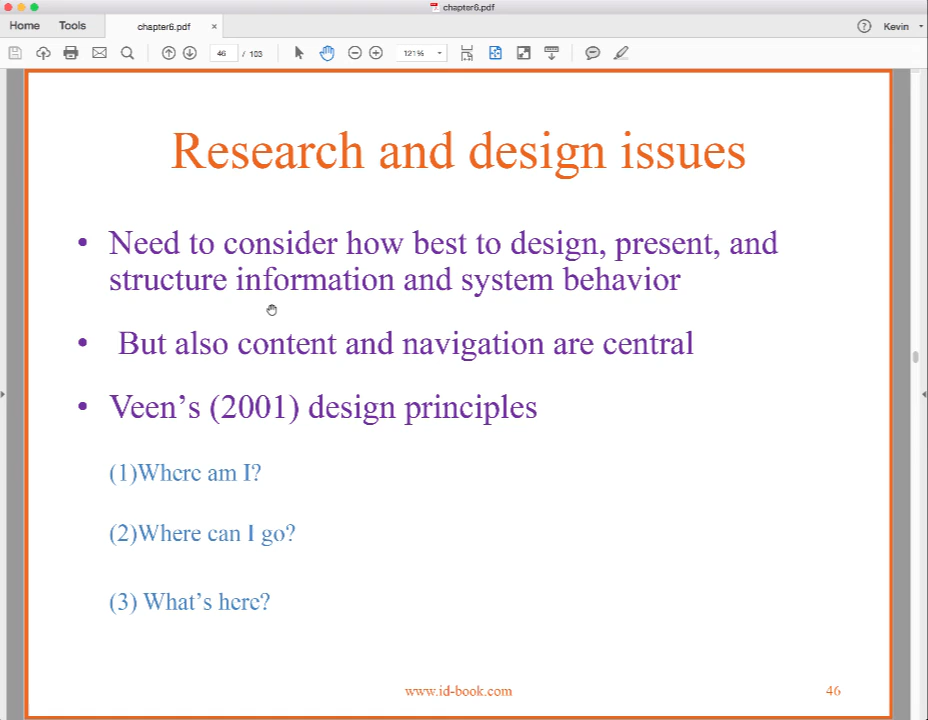 chapter6.pdf
Home Tools chapter6.pdf × ? Kevin
46 / 103 121%
Research and design issues
• Need to consider how best to design, present, and
structure information and system behavior
• But also content and navigation are central
• Veen’s (2001) design principles
(1)Where am I?
(2)Where can I go?
(3) What’s here?
www.id-book.com 46